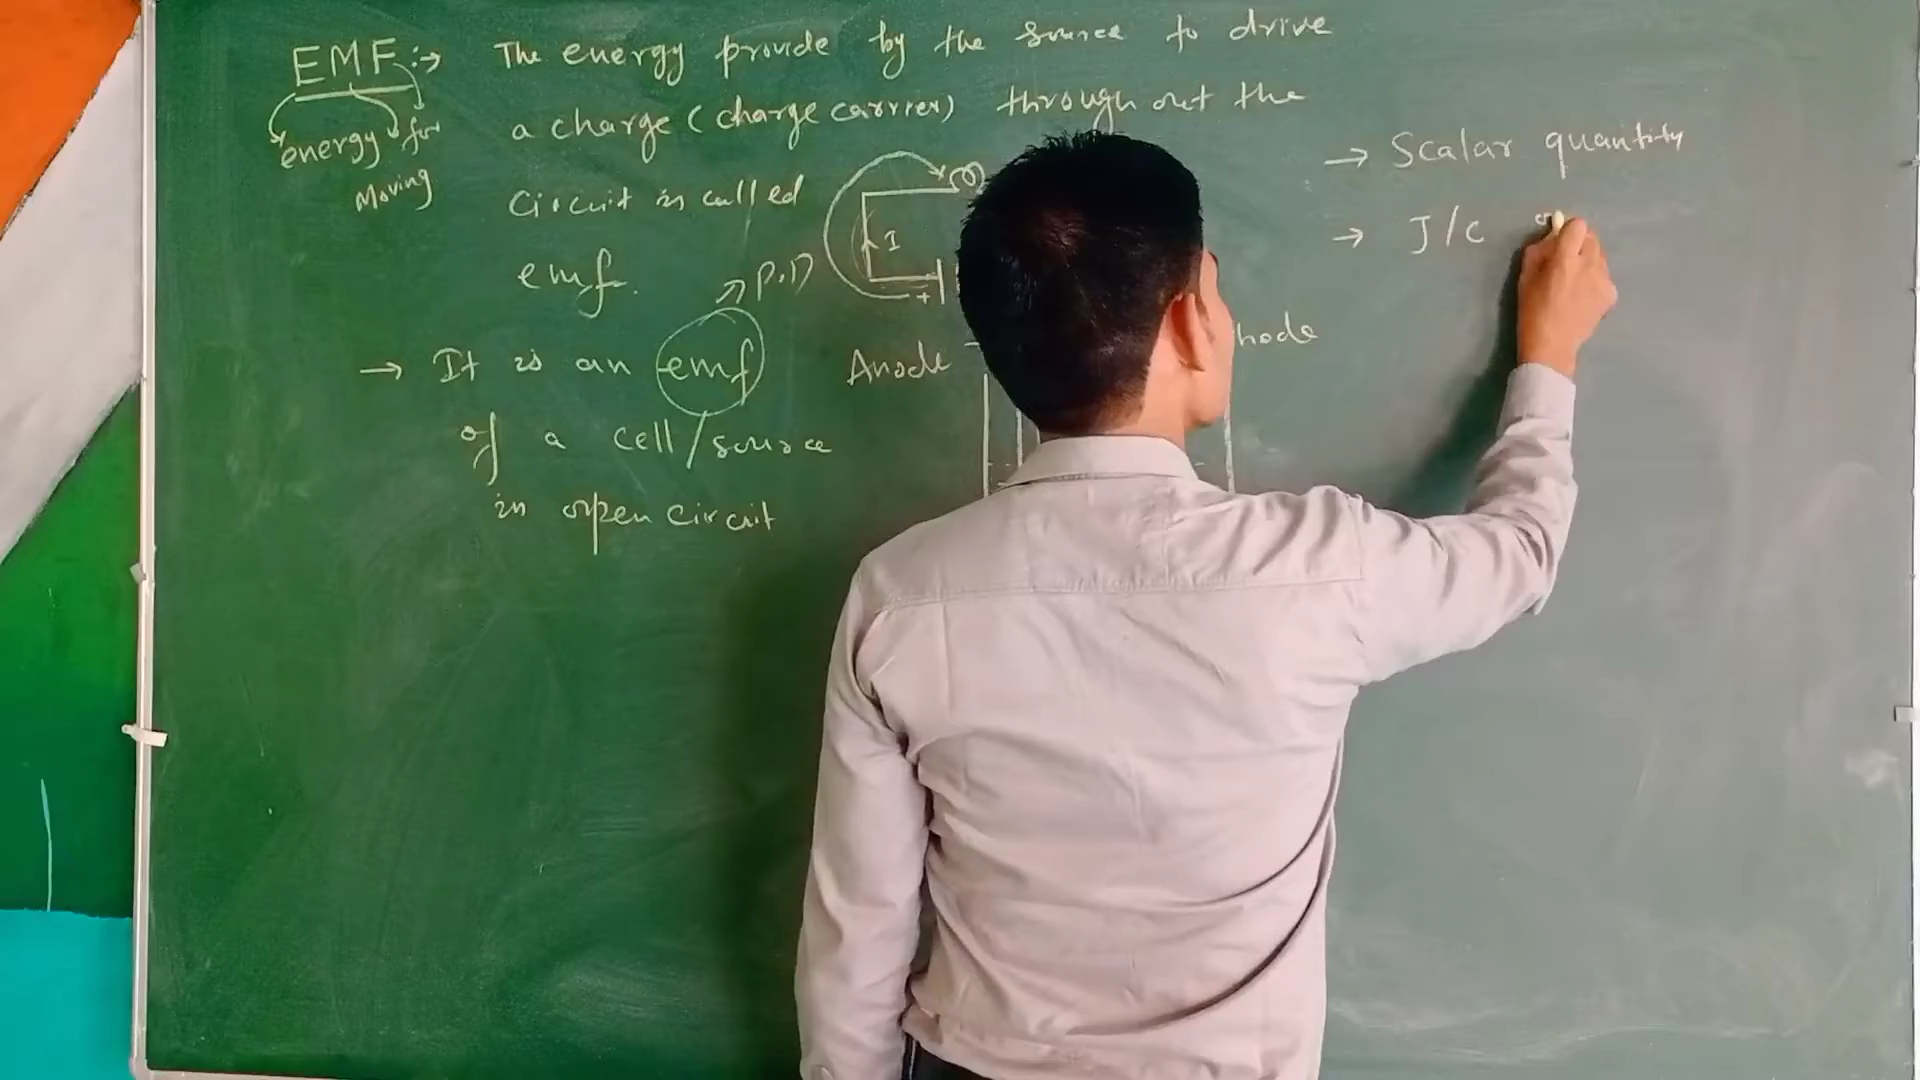 EMF :→ The energy provide by the source to drive
a charge (charge carrier) through out the
circuit is called
emf.
energy for
Moving
I
+
→ It is an emf
P.D
of a cell/source
in open circuit
Anode
hode
→ Scalar quantity
→ J/C